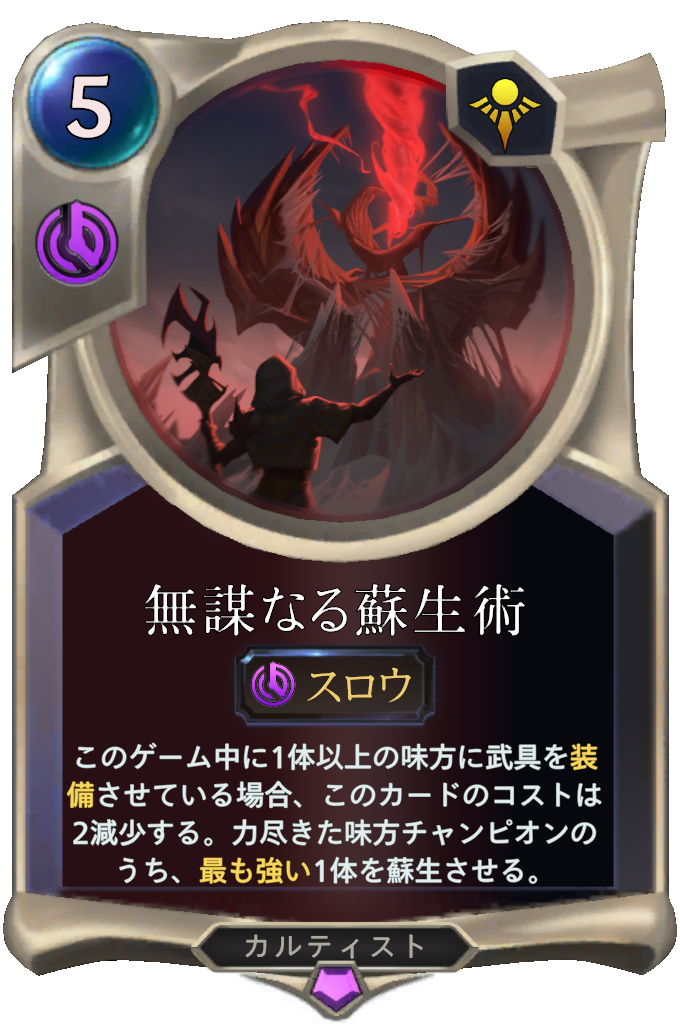 5
無謀なる蘇生術
スロウ
このゲーム中に1体以上の味方に武具を装
備させている場合、このカードのコストは
2減少する。力尽きた味方チャンピオンの
うち、最も強い1体を蘇生させる。
カルティスト